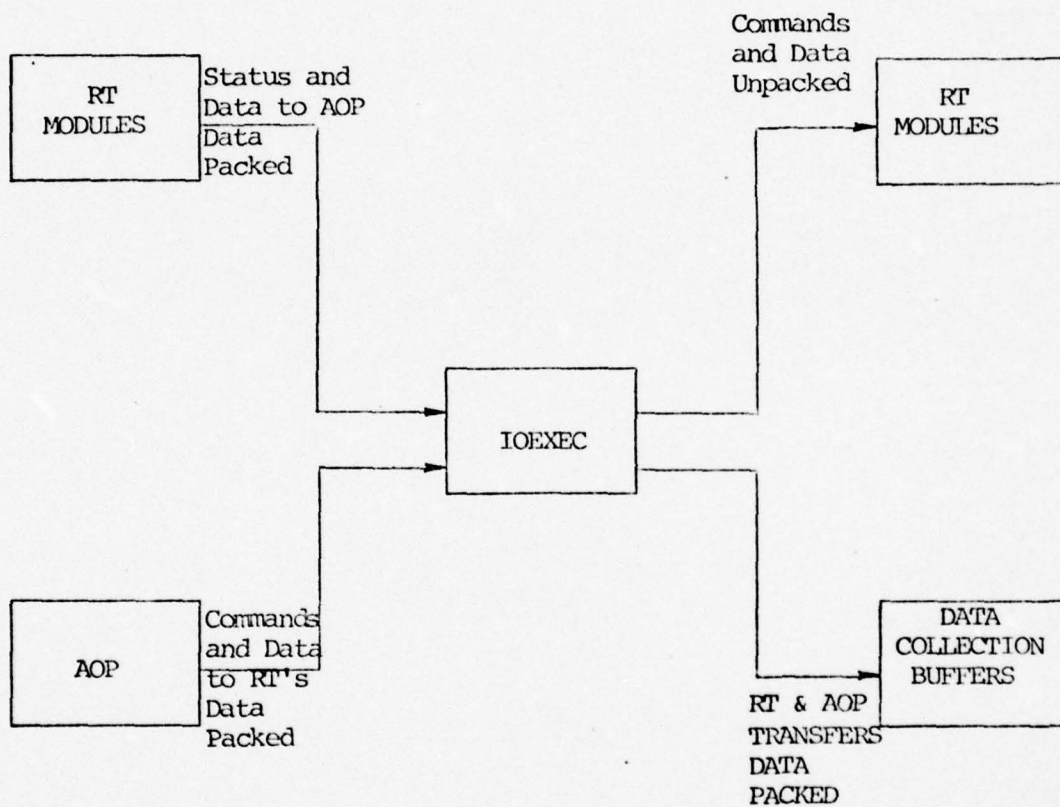 RT
MODULES
Status and
Data to AOP
Data
Packed
Commands
and Data
Unpacked
RT
MODULES
IOEXEC
AOP
Commands
and Data
to RT's
Data
Packed
DATA
COLLECTION
BUFFERS
RT & AOP
TRANSFERS
DATA
PACKED